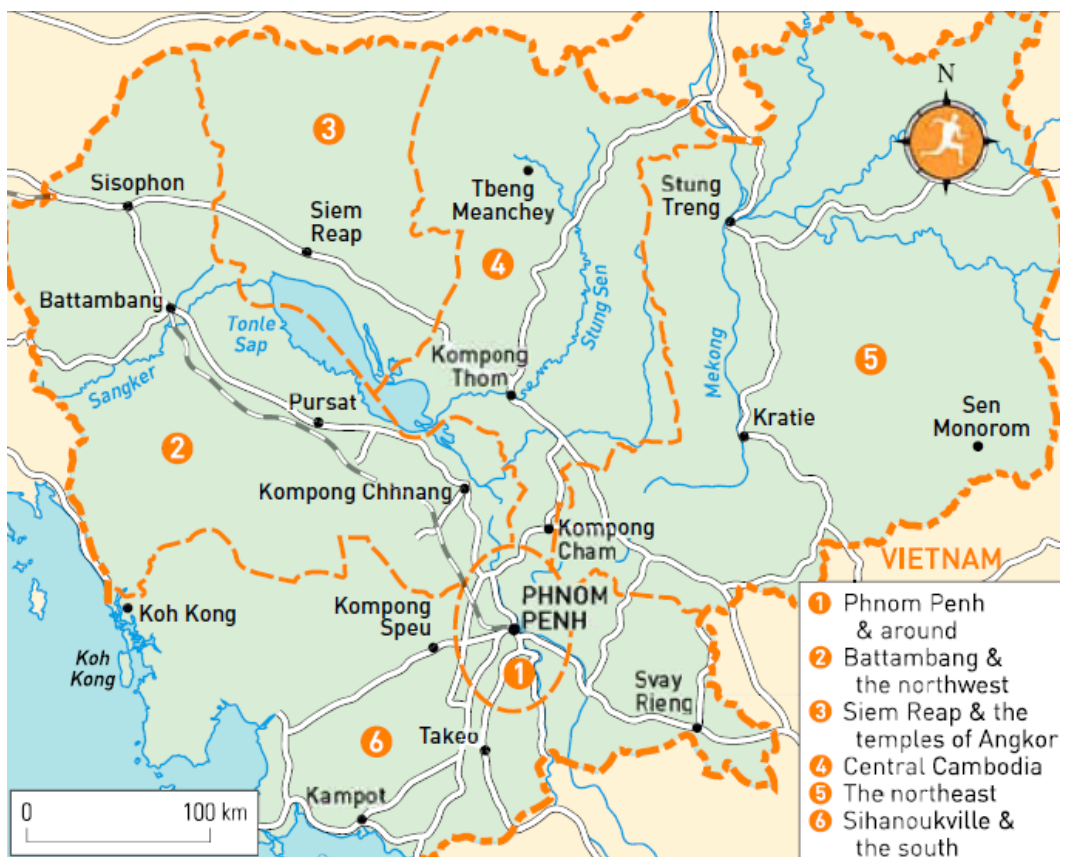 N
3
Sisophon
Siem
Reap
Tbeng
Meanchey
Stung
Treng
4
Battambang
Tonle
Sap
Stung Sen
Mekong
Kompong
Thom
5
Sangker
Pursat
Kratie
Sen
Monorom
2
Kompong Chhnang
Kompong
Cham
VIETNAM
Koh Kong
Kompong
Speu
PHNOM
PENH
Koh
Kong
1
Svay
Rieng
6
Takeo
Kampot
0 100 km
1 Phnom Penh
& around
2 Battambang &
the northwest
3 Siem Reap & the
temples of Angkor
4 Central Cambodia
5 The northeast
6 Sihanoukville &
the south